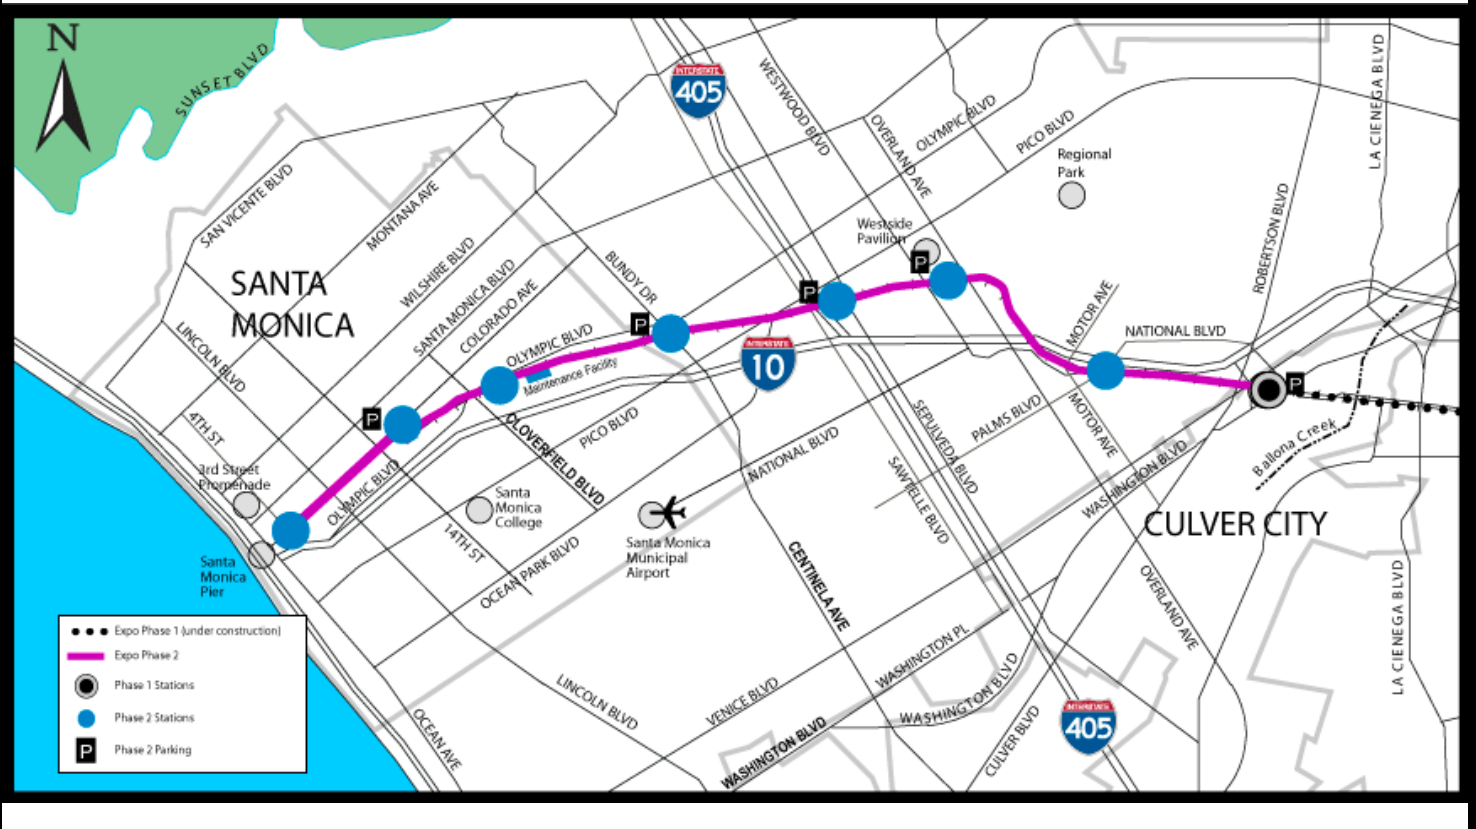 N
SUNSET BLVD
INTERSTATE
405
WESTWOOD BLVD
OVERLAND AVE
OLYMPIC BLVD
PICO BLVD
LA CIENEGA BLVD
Regional
Park
SAN VICENTE BLVD
MONTANA AVE
WILSHIRE BLVD
SANTA MONICA BLVD
COLORADO AVE
BUNDY DR
Westside
Pavilion
ROBERTSON BLVD
SANTA
MONICA
LINCOLN BLVD
OLYMPIC BLVD
Maintenance Facility
P
P
P
INTERSTATE
10
MOTOR AVE
NATIONAL BLVD
P
P
4TH ST
3rd Street
Promenade
OLYMPIC BLVD
CLOVERFIELD BLVD
PICO BLVD
NATIONAL BLVD
SEPULVEDA BLVD
SAWTELLE BLVD
PALMS BLVD
MOTOR AVE
WASHINGTON BLVD
Ballona Creek
CULVER CITY
Santa
Monica
College
14TH ST
OCEAN PARK BLVD
Santa Monica
Municipal
Airport
Santa
Monica
Pier
CENTINELA AVE
OVERLAND AVE
LA CIENEGA BLVD
LINCOLN BLVD
OCEAN AVE
VENICE BLVD
WASHINGTON PL
WASHINGTON BLVD
WASHINGTON BLVD
CULVER BLVD
INTERSTATE
405
Expo Phase 1 (under construction)
Expo Phase 2
Phase 1 Stations
Phase 2 Stations
P
Phase 2 Parking